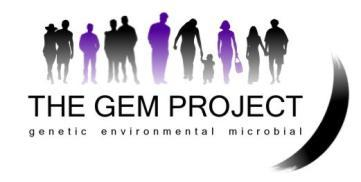 THE GEM PROJECT
genetic environmental microbial